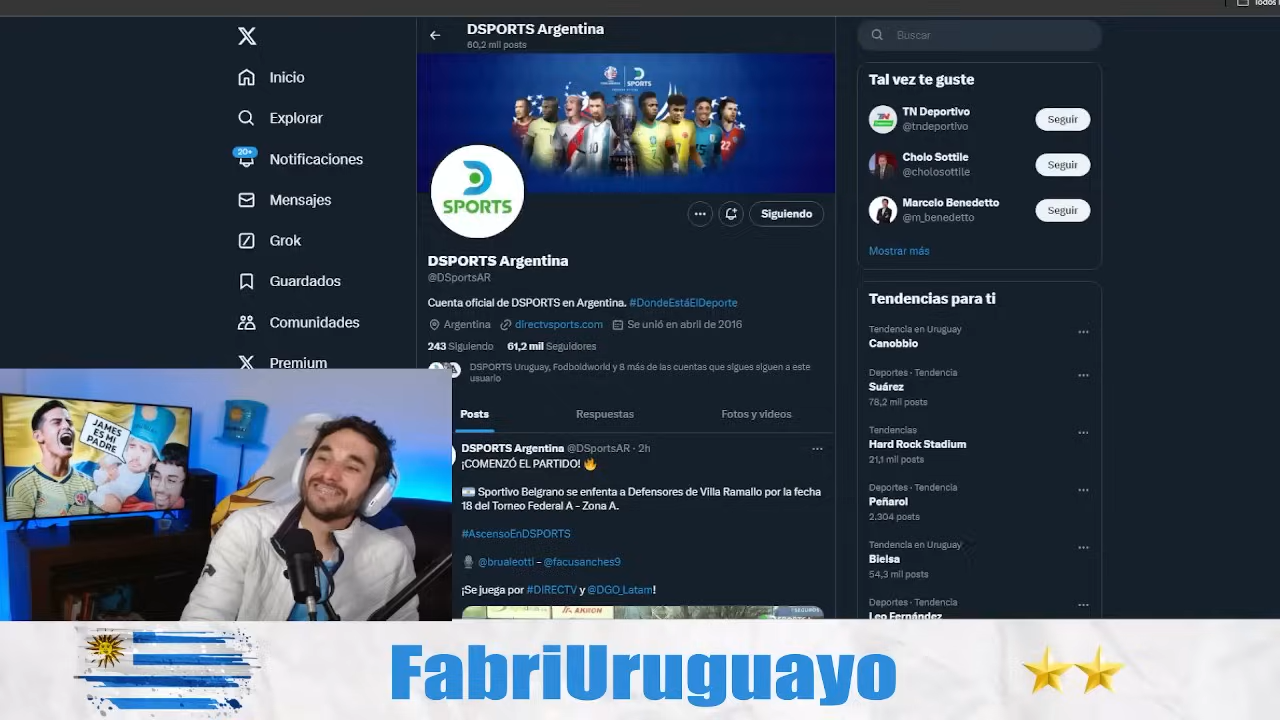 Todos
X
Inicio
Explorar
20+
Notificaciones
Mensajes
Grok
Guardados
Comunidades
Premium
DSPORTS Argentina
60,2 mil posts
SPORTS
SPORTS
Siguiendo
DSPORTS Argentina
@DSportsAR
Cuenta oficial de DSPORTS en Argentina. #DondeEstáElDeporte
Argentina directvsports.com Se unió en abril de 2016
243 Siguiendo 61,2 mil Seguidores
DSPORTS Uruguay, Fodboldworld y 8 más de las cuentas que sigues siguen a este
usuario
Posts Respuestas Fotos y videos
DSPORTS Argentina @DSportsAR · 2h
¡COMENZÓ EL PARTIDO! 🔥
Sportivo Belgrano se enfenta a Defensores de Villa Ramallo por la fecha
18 del Torneo Federal A - Zona A.
#AscensoEnDSPORTS
@brualeotti - @facusanches9
¡Se juega por #DIRECTV y @DGO_Latam!
Buscar
Tal vez te guste
TN Deportivo
@tndeportivo
Seguir
Cholo Sottile
@cholosottile
Seguir
Marcelo Benedetto
@m_benedetto
Seguir
Mostrar más
Tendencias para ti
Tendencia en Uruguay
Canobbio
Deportes · Tendencia
Suárez
78,2 mil posts
Tendencias
Hard Rock Stadium
21,1 mil posts
Deportes · Tendencia
Peñarol
2.304 posts
Tendencia en Uruguay
Bielsa
54,3 mil posts
Deportes · Tendencia
Leo Fernández
JAMES
ES MI
PADRE
FabriUruguayo